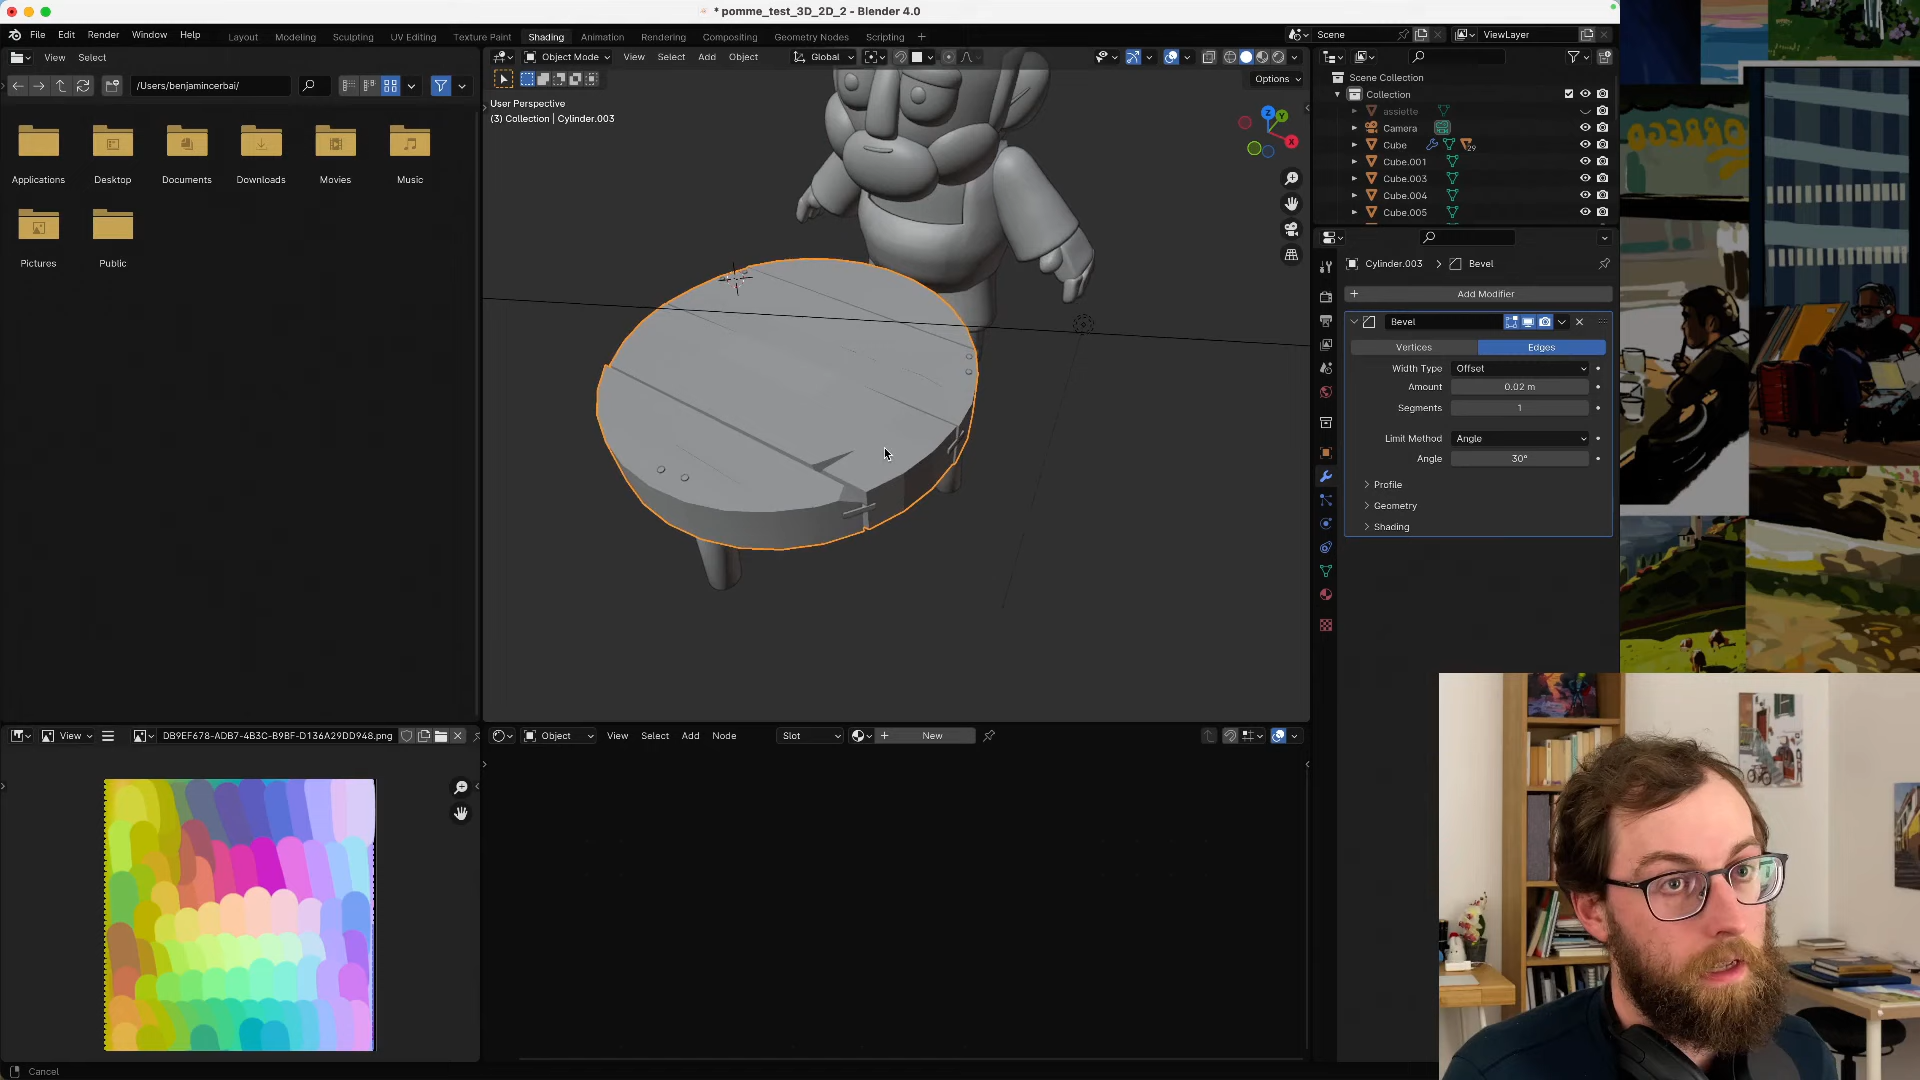 * pomme_test_3D_2D_2 - Blender 4.0
File Edit Render Window Help
Layout Modeling Sculpting UV Editing Texture Paint Shading Animation Rendering Compositing Geometry Nodes Scripting +
Scene
ViewLayer
View Select
Object Mode View Select Add Object
Global
/Users/benjamincerbai/
Options
Scene Collection
Collection
assiette
Camera
Cube
29
Cube.001
Cube.003
Cube.004
Cube.005
User Perspective
(3) Collection | Cylinder.003
Z
Y
X
Applications Desktop Documents Downloads Movies Music
Pictures Public
Cylinder.003 > Bevel
+ Add Modifier
Bevel
Vertices Edges
Width Type Offset
Amount 0.02 m
Segments 1
Limit Method Angle
Angle 30°
Profile
Geometry
Shading
View
DB9EF678-ADB7-4B3C-B9BF-D136A29DD948.png
Object View Select Add Node
Slot
+ New
Cancel